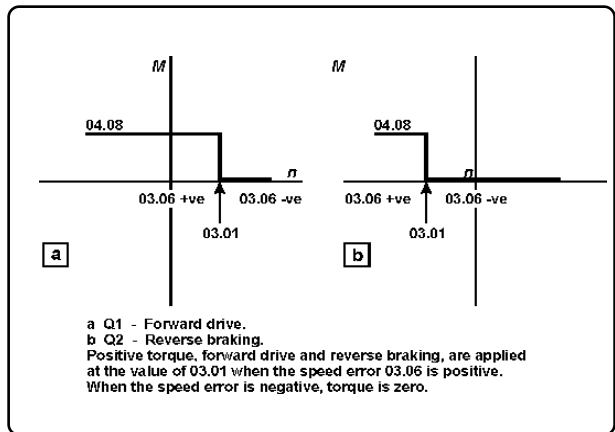 M
M
04.08
04.08
n
n
03.06 +ve
03.06 -ve
03.06 +ve
03.06 -ve
03.01
03.01
a
b
a Q1 - Forward drive.
b Q2 - Reverse braking.
Positive torque, forward drive and reverse braking, are applied
at the value of 03.01 when the speed error 03.06 is positive.
When the speed error is negative, torque is zero.